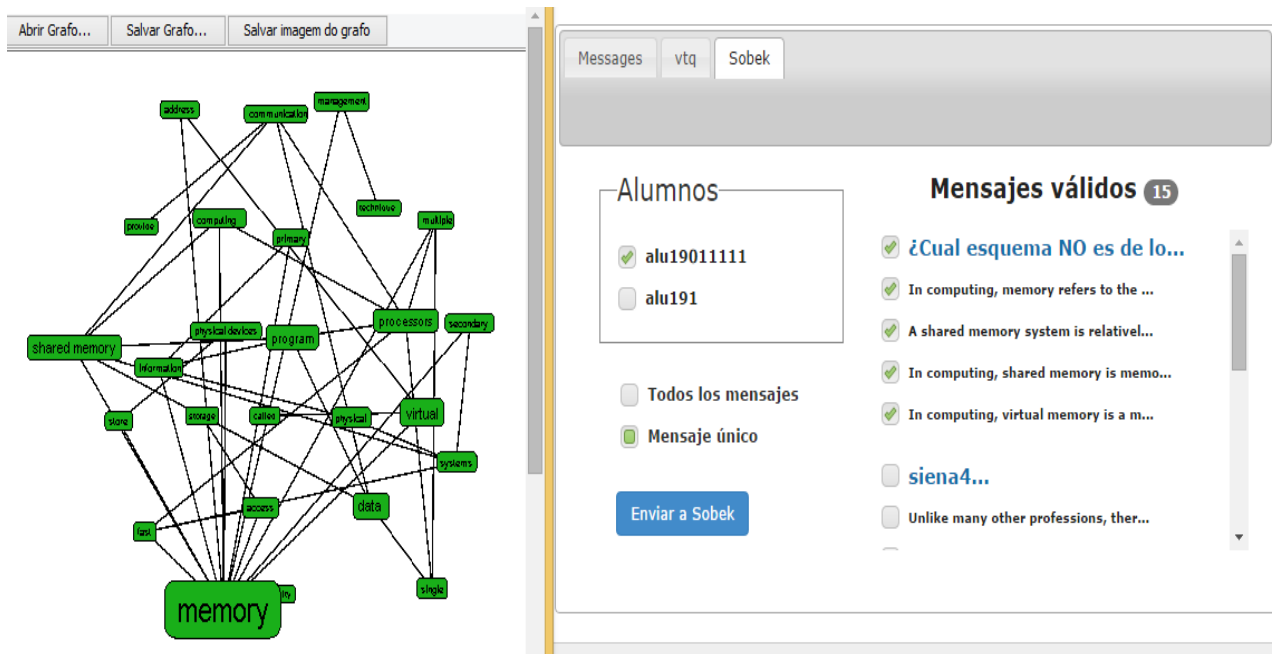 Abrir Grafo... Salvar Grafo... Salvar imagem do grafo
address
communication
management
technique
provide
computing
multiple
primary
processors
secondary
physical devices
program
shared memory
information
store
storage
called
physical
virtual
systems
access
data
fast
single
memory
Messages vtq Sobek
Alumnos
alu19011111
alu191
Todos los mensajes
Mensaje único
Enviar a Sobek
Mensajes válidos 15
¿Cual esquema NO es de lo...
In computing, memory refers to the ...
A shared memory system is relativel...
In computing, shared memory is memo...
In computing, virtual memory is a m...
siena4...
Unlike many other professions, ther...